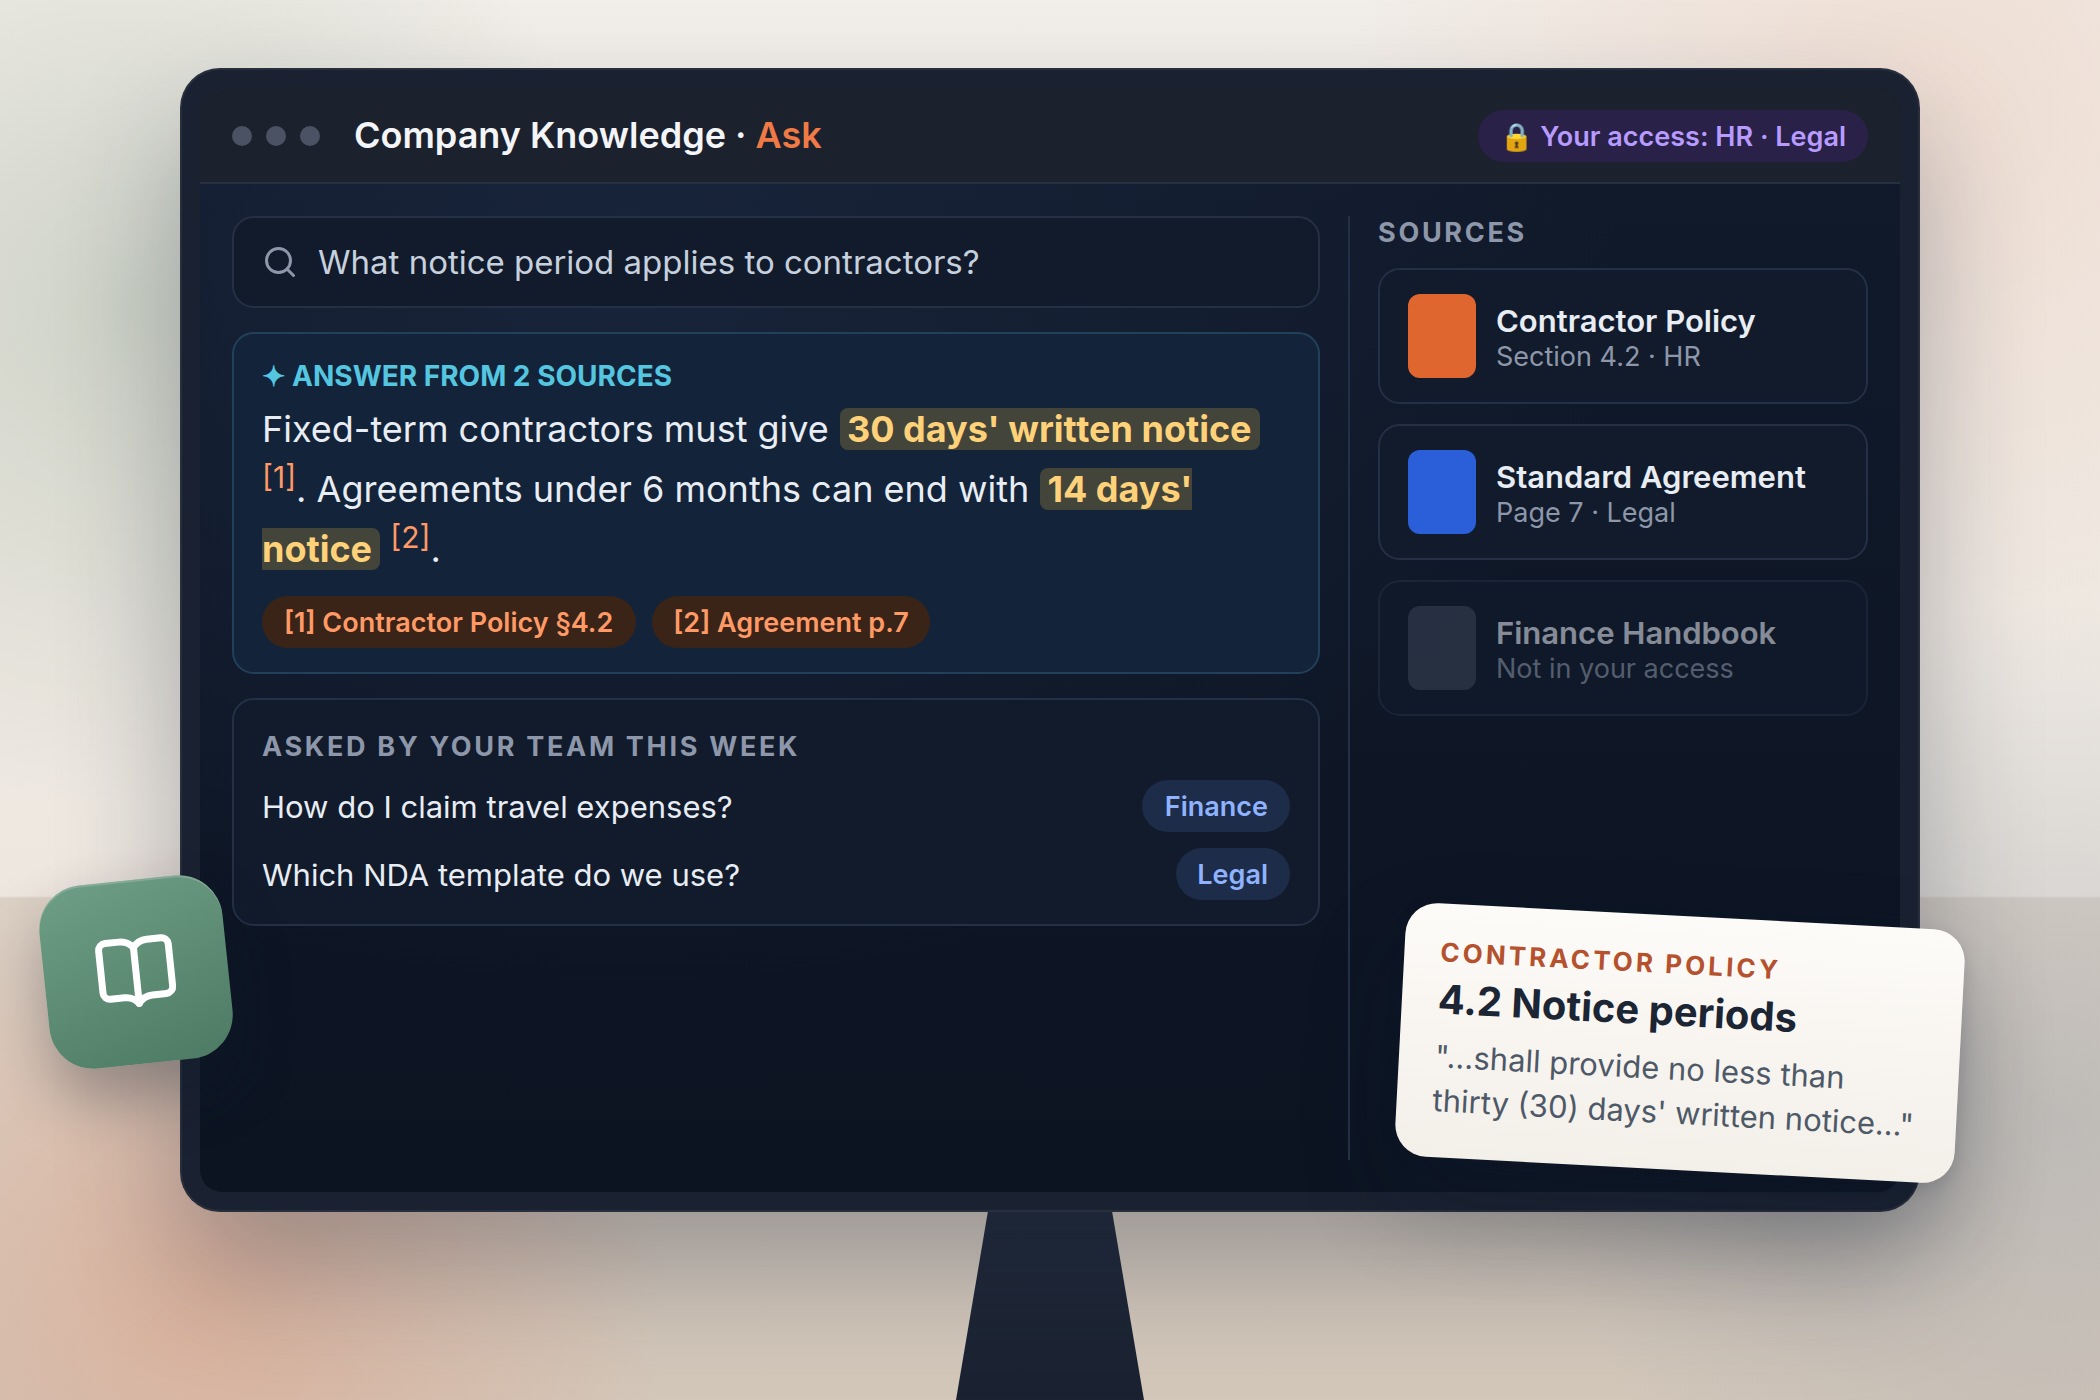 Company Knowledge · Ask
🔒 Your access: HR · Legal
What notice period applies to contractors?
✦ ANSWER FROM 2 SOURCES
Fixed-term contractors must give 30 days' written notice
[1]. Agreements under 6 months can end with 14 days'
notice [2].
[1] Contractor Policy §4.2
[2] Agreement p.7
ASKED BY YOUR TEAM THIS WEEK
How do I claim travel expenses?
Finance
Which NDA template do we use?
Legal
SOURCES
Contractor Policy
Section 4.2 · HR
Standard Agreement
Page 7 · Legal
Finance Handbook
Not in your access
CONTRACTOR POLICY
4.2 Notice periods
"...shall provide no less than
thirty (30) days' written notice..."